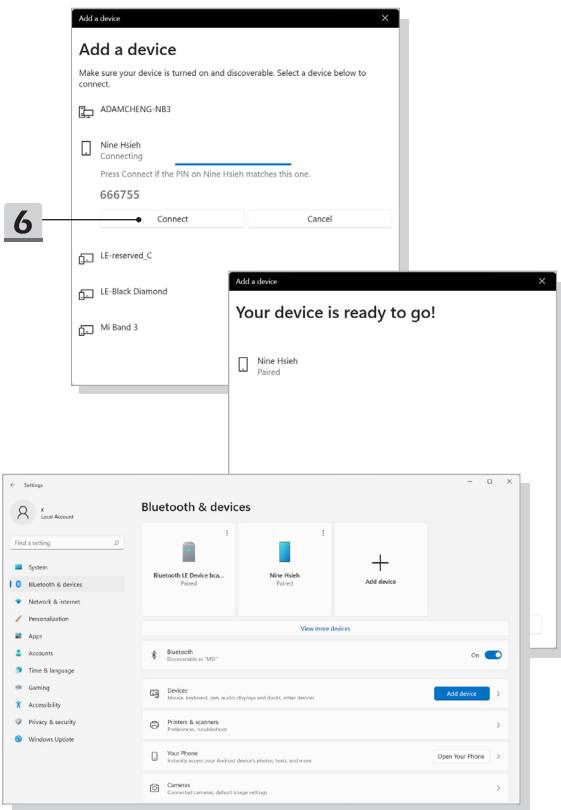 Add a device
Add a device
Make sure your device is turned on and discoverable. Select a device below to
connect.
ADAMCHENG-NB3
Nine Hsieh
Connecting
Press Connect if the PIN on Nine Hsieh matches this one.
666755
6
Connect
Cancel
LE-reserved_C
LE-Black Diamond
Mi Band 3
Add a device
Your device is ready to go!
Nine Hsieh
Paired
Settings
Local Account
Find a setting
System
Bluetooth & devices
Network & internet
Personalization
Apps
Accounts
Time & language
Gaming
Accessibility
Privacy & security
Windows Update
Bluetooth & devices
Bluetooth LE Device bca...
Paired
Nine Hsieh
Paired
Add device
View more devices
Bluetooth
Discoverable as "MSI"
On
Devices
Mouse, keyboard, pen, audio, displays and docks, other devices
Add device
Printers & scanners
Preferences, troubleshoot
Your Phone
Instantly access your Android device's photos, texts, and more
Open Your Phone
Cameras
Connected cameras, default image settings